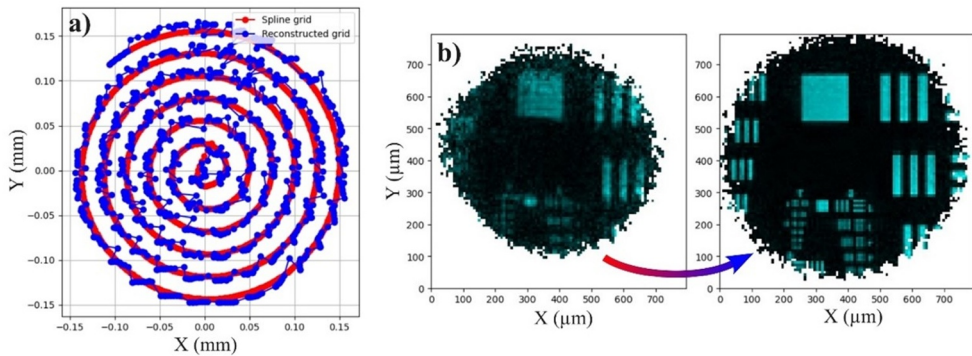 a)
Spline grid
Reconstructed grid
Y (mm)
0.15
0.10
0.05
0.00
−0.05
−0.10
−0.15
−0.15 −0.10 −0.05 0.00 0.05 0.10 0.15
X (mm)
b)
Y (μm)
700
600
500
400
300
200
100
0
0 100 200 300 400 500 600 700
X (μm)
700
600
500
400
300
200
100
0
0 100 200 300 400 500 600 700
X (μm)